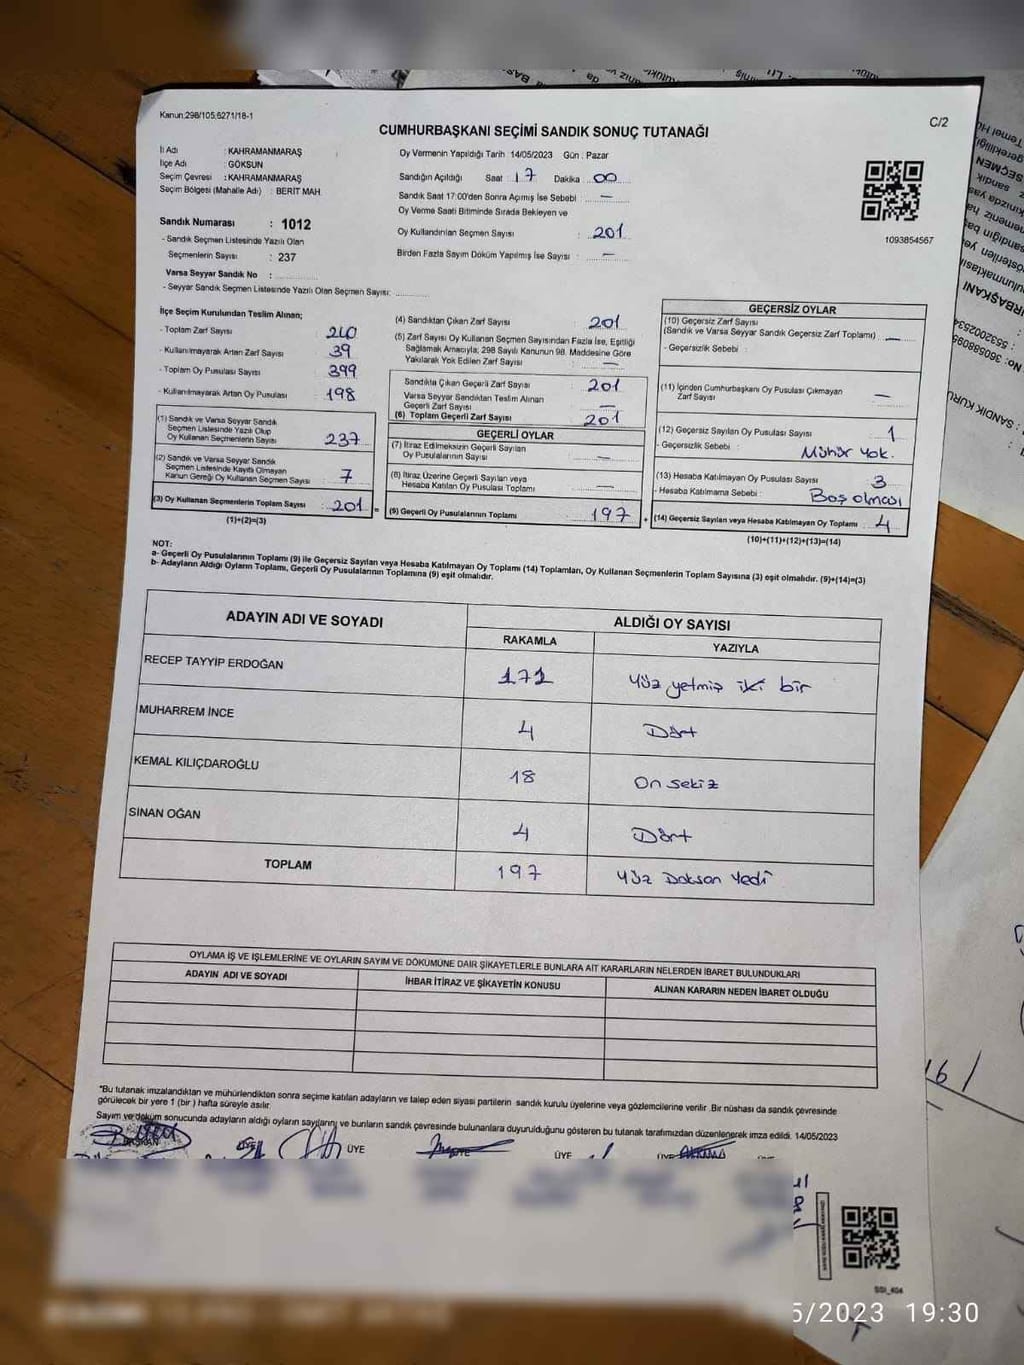 Kanun:298/105,6271/18-1
C/2
CUMHURBAŞKANI SEÇİMİ SANDIK SONUÇ TUTANAĞI
İl Adı : KAHRAMANMARAŞ
İlçe Adı : GÖKSUN
Seçim Çevresi : KAHRAMANMARAŞ
Seçim Bölgesi (Mahalle Adı) : BERİT MAH
Sandık Numarası : 1012
- Sandık Seçmen Listesinde Yazılı Olan
Seçmenlerin Sayısı : 237
Varsa Seyyar Sandık No :
- Seyyar Sandık Seçmen Listesinde Yazılı Olan Seçmen Sayısı:
Oy Vermenin Yapıldığı Tarih 14/05/2023 Gün : Pazar
Sandığın Açıldığı Saat : 17 Dakika : 00
Sandık Saat 17:00'den Sonra Açmış İse Sebebi : —
Oy Verme Saati Bitiminde Sırada Bekleyen ve
Oy Kullandırılan Seçmen Sayısı : 201
Birden Fazla Sayım Döküm Yapılmış İse Sayısı : —
1093854567
İlçe Seçim Kurulundan Teslim Alınan;
- Toplam Zarf Sayısı : 240
- Kullanılmayarak Artan Zarf Sayısı : 39
- Toplam Oy Pusulası Sayısı : 399
- Kullanılmayarak Artan Oy Pusulası : 198
(1) Sandık ve Varsa Seyyar Sandık
Seçmen Listesinde Yazılı Olup
Oy Kullanan Seçmenlerin Sayısı : 237
(2) Sandık ve Varsa Seyyar Sandık
Seçmen Listesinde Kayıtlı Olmayan
Kanun Gereği Oy Kullanan Seçmen Sayısı : 7
(3) Oy Kullanan Seçmenlerin Toplam Sayısı : 201 =
(1)+(2)=(3)
(4) Sandıktan Çıkan Zarf Sayısı : 201
(5) Zarf Sayısı Oy Kullanan Seçmen Sayısından Fazla İse, Eşitliği
Sağlamak Amacıyla; 298 Sayılı Kanunun 98. Maddesine Göre
Yakılarak Yok Edilen Zarf Sayısı :
Sandıkta Çıkan Geçerli Zarf Sayısı : 201
Varsa Seyyar Sandıktan Teslim Alınan
Geçerli Zarf Sayısı : —
(6) Toplam Geçerli Zarf Sayısı : 201
GEÇERLİ OYLAR
(7) İtiraz Edilmeksizin Geçerli Sayılan
Oy Pusulalarının Sayısı : —
(8) İtiraz Üzerine Geçerli Sayılan veya
Hesaba Katılan Oy Pusulası Toplamı : —
(9) Geçerli Oy Pusulalarının Toplamı : 197 +
GEÇERSİZ OYLAR
(10) Geçersiz Zarf Sayısı
(Sandık ve Varsa Seyyar Sandık Geçersiz Zarf Toplamı) : —
- Geçersizlik Sebebi :
(11) İçinden Cumhurbaşkanı Oy Pusulası Çıkmayan
Zarf Sayısı : —
(12) Geçersiz Sayılan Oy Pusulası Sayısı : 1
- Geçersizlik Sebebi : Mühür Yok.
(13) Hesaba Katılmayan Oy Pusulası Sayısı : 3
- Hesaba Katılmama Sebebi : Boş olması
(14) Geçersiz Sayılan veya Hesaba Katılmayan Oy Toplamı : 4
(10)+(11)+(12)+(13)=(14)
NOT:
a- Geçerli Oy Pusulalarının Toplamı (9) ile Geçersiz Sayılan veya Hesaba Katılmayan Oy Toplamı (14) Toplamları, Oy Kullanan Seçmenlerin Toplam Sayısına (3) eşit olmalıdır. (9)+(14)=(3)
b- Adayların Aldığı Oyların Toplamı, Geçerli Oy Pusulalarının Toplamına (9) eşit olmalıdır.
ADAYIN ADI VE SOYADI
ALDIĞI OY SAYISI
RAKAMLA YAZIYLA
RECEP TAYYİP ERDOĞAN 171 Yüz yetmiş iki bir
MUHARREM İNCE 4 Dört
KEMAL KILIÇDAROĞLU 18 On sekiz
SİNAN OĞAN 4 Dört
TOPLAM 197 Yüz Doksan Yedi
OYLAMA İŞ VE İŞLEMLERİNE VE OYLARIN SAYIM VE DÖKÜMÜNE DAİR ŞİKAYETLERLE BUNLARA AİT KARARLARIN NELERDEN İBARET BULUNDUKLARI
ADAYIN ADI VE SOYADI İHBAR İTİRAZ VE ŞİKAYETİN KONUSU ALINAN KARARIN NEDEN İBARET OLDUĞU
*Bu tutanak imzalandıktan ve mühürlendikten sonra seçime katılan adayların ve talep eden siyasi partilerin sandık kurulu üyelerine veya gözlemcilerine verilir. Bir nüshası da sandık çevresinde
görülecek bir yere 1 (bir) hafta süreyle asılır.
Sayım ve döküm sonucunda adayların aldığı oyların sayılarını ve bunların sandık çevresinde bulunanlara duyurulduğunu gösteren bu tutanak tarafımızdan düzenlenerek imza edildi. 14/05/2023
ÜYE ÜYE
5/2023 19:30